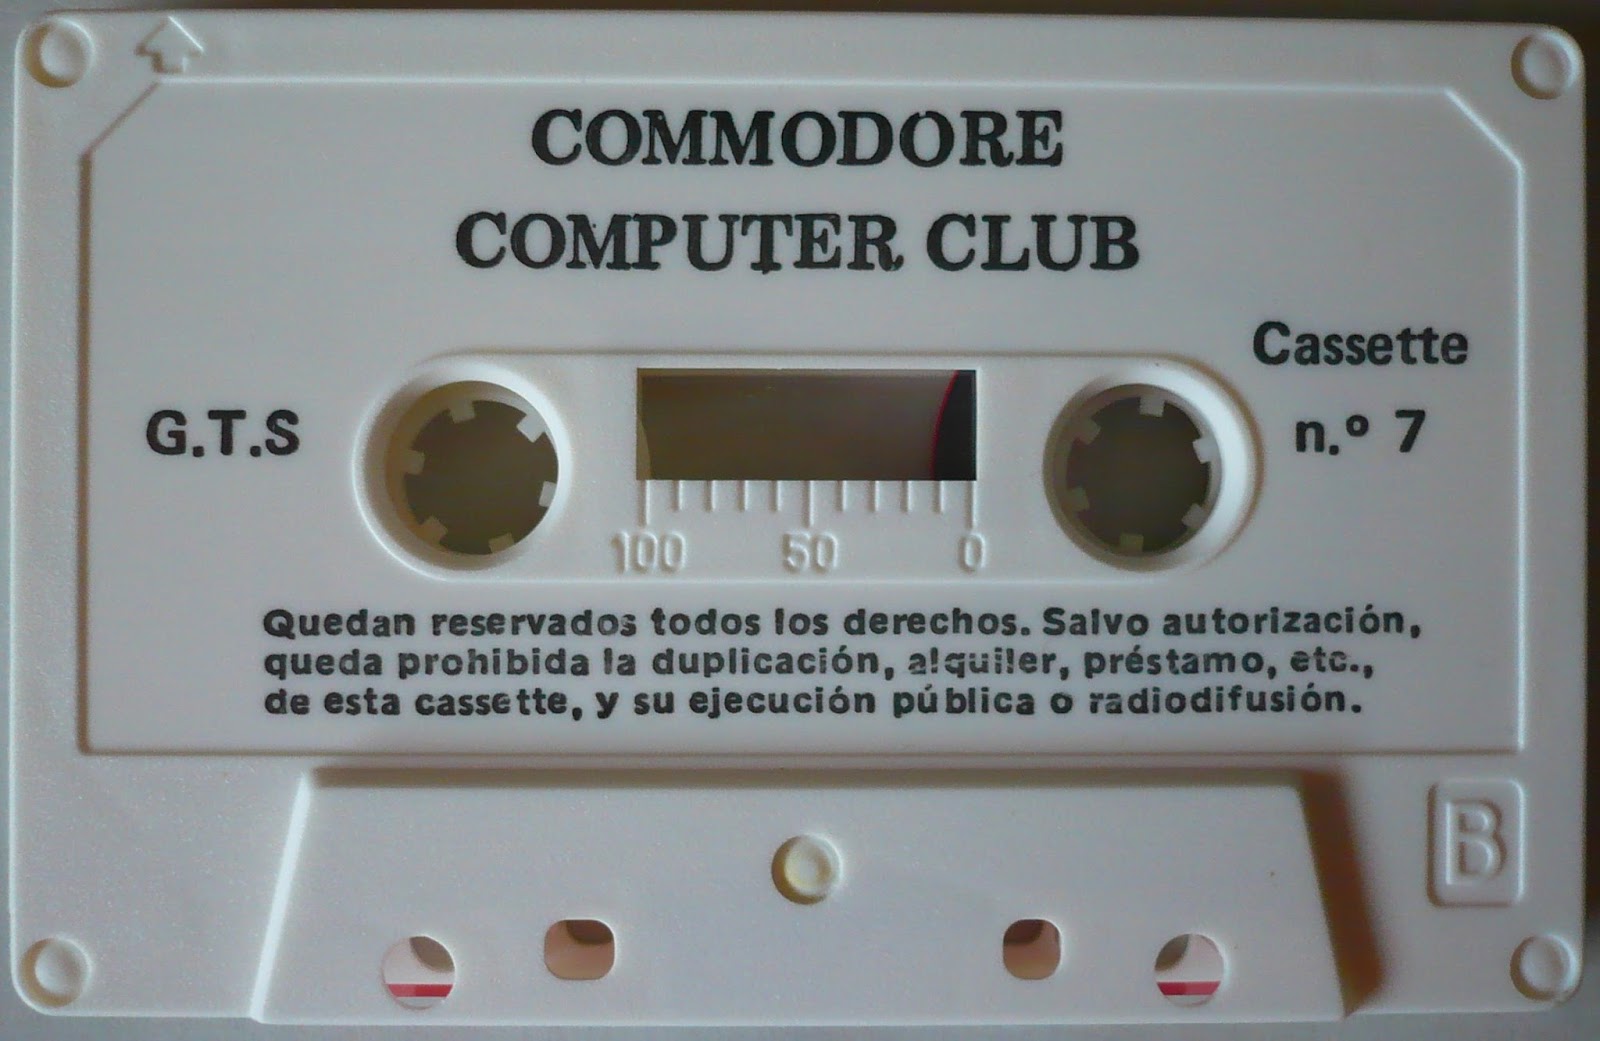 COMMODORE
COMPUTER CLUB
Cassette
n.º 7
G.T.S
100 50 0
Quedan reservados todos los derechos. Salvo autorización,
queda prohibida la duplicación, alquiler, préstamo, etc.,
de esta cassette, y su ejecución pública o radiodifusión.
B